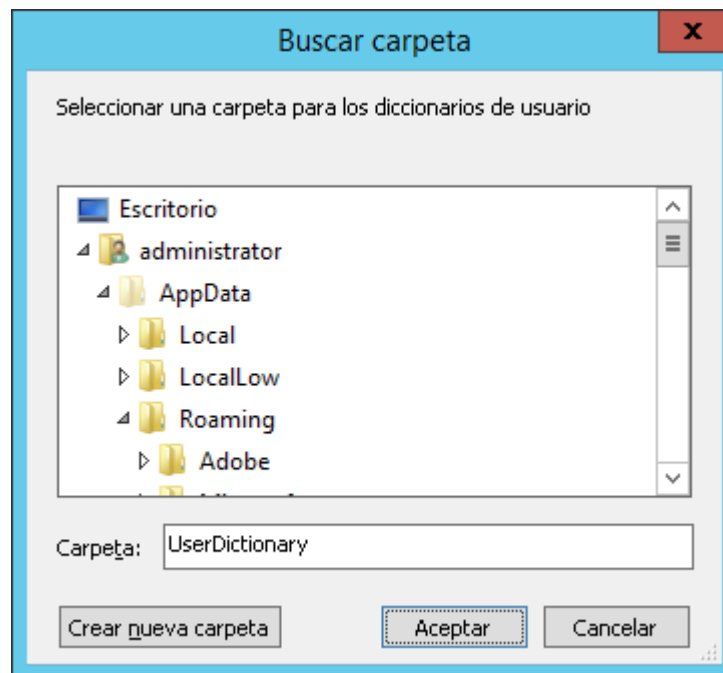 Buscar carpeta
x
Seleccionar una carpeta para los diccionarios de usuario
Escritorio
administrator
AppData
Local
LocalLow
Roaming
Adobe
Carpeta: UserDictionary
Crear nueva carpeta Aceptar Cancelar